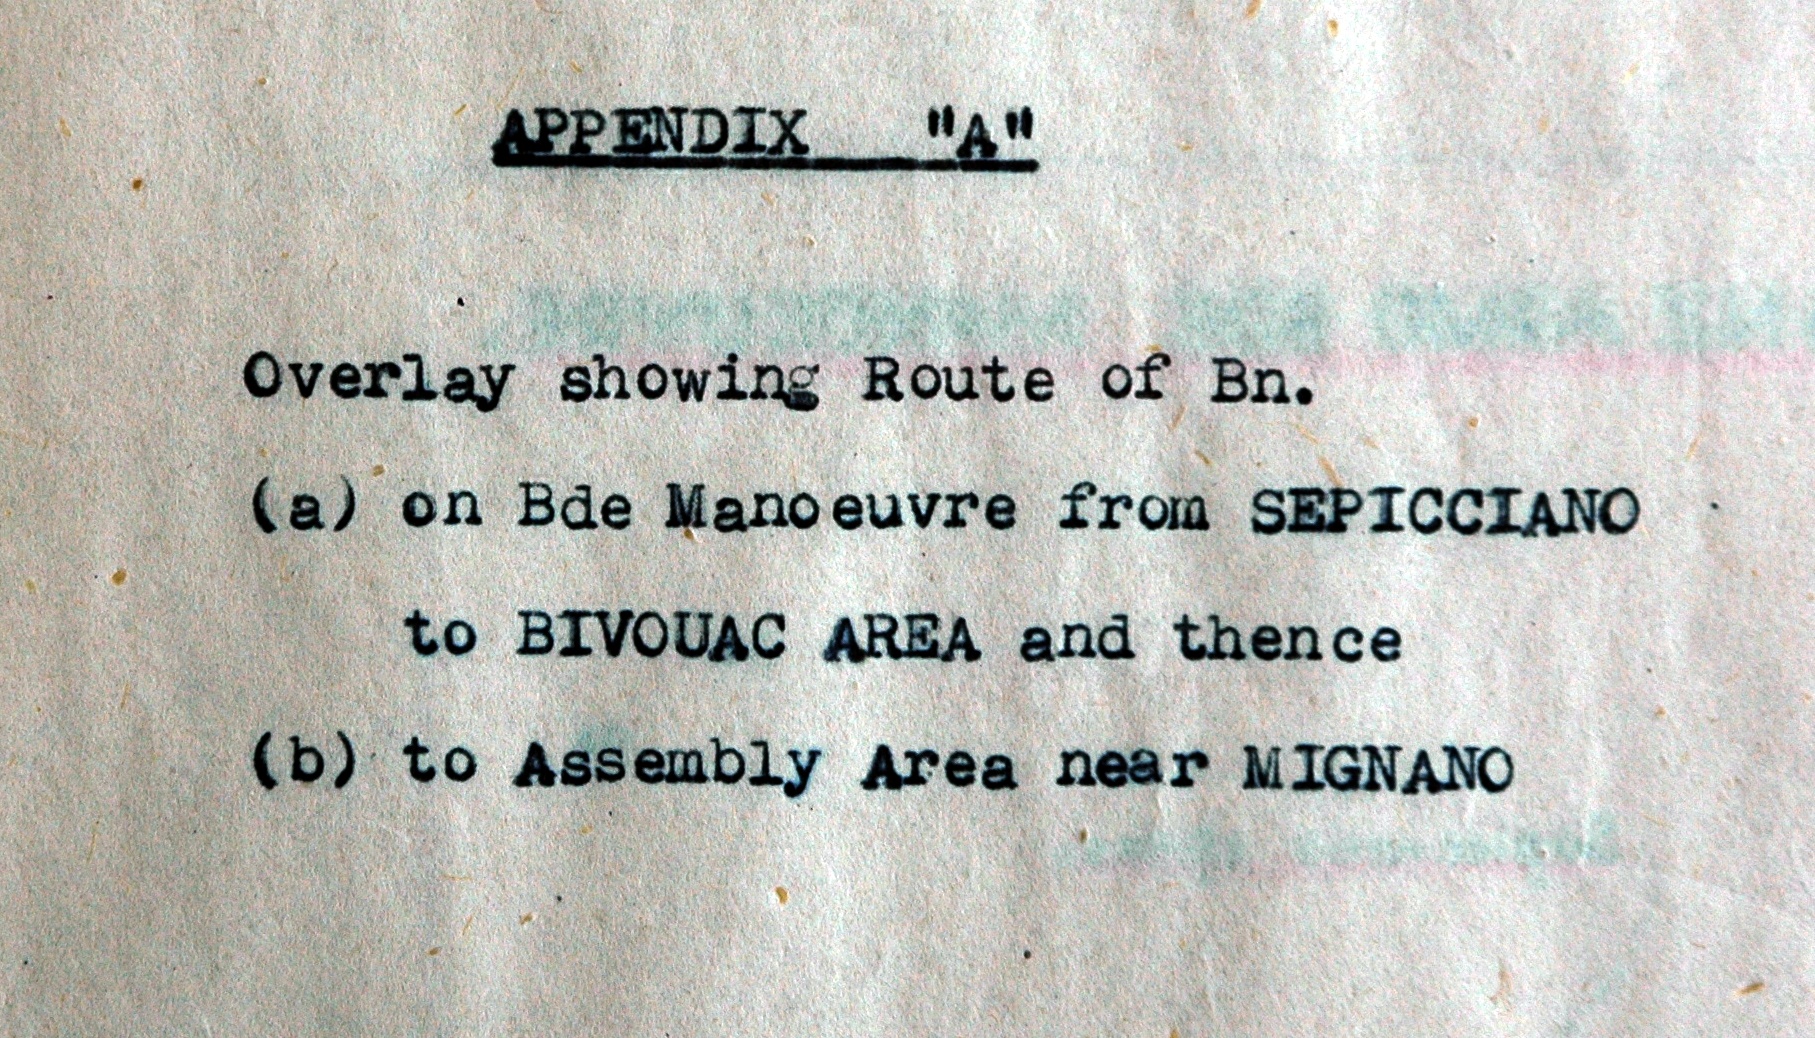 APPENDIX "A"
Overlay showing Route of Bn.
(a) on Bde Manoeuvre from SEPICCIANO
to BIVOUAC AREA and thence
(b) to Assembly Area near MIGNANO